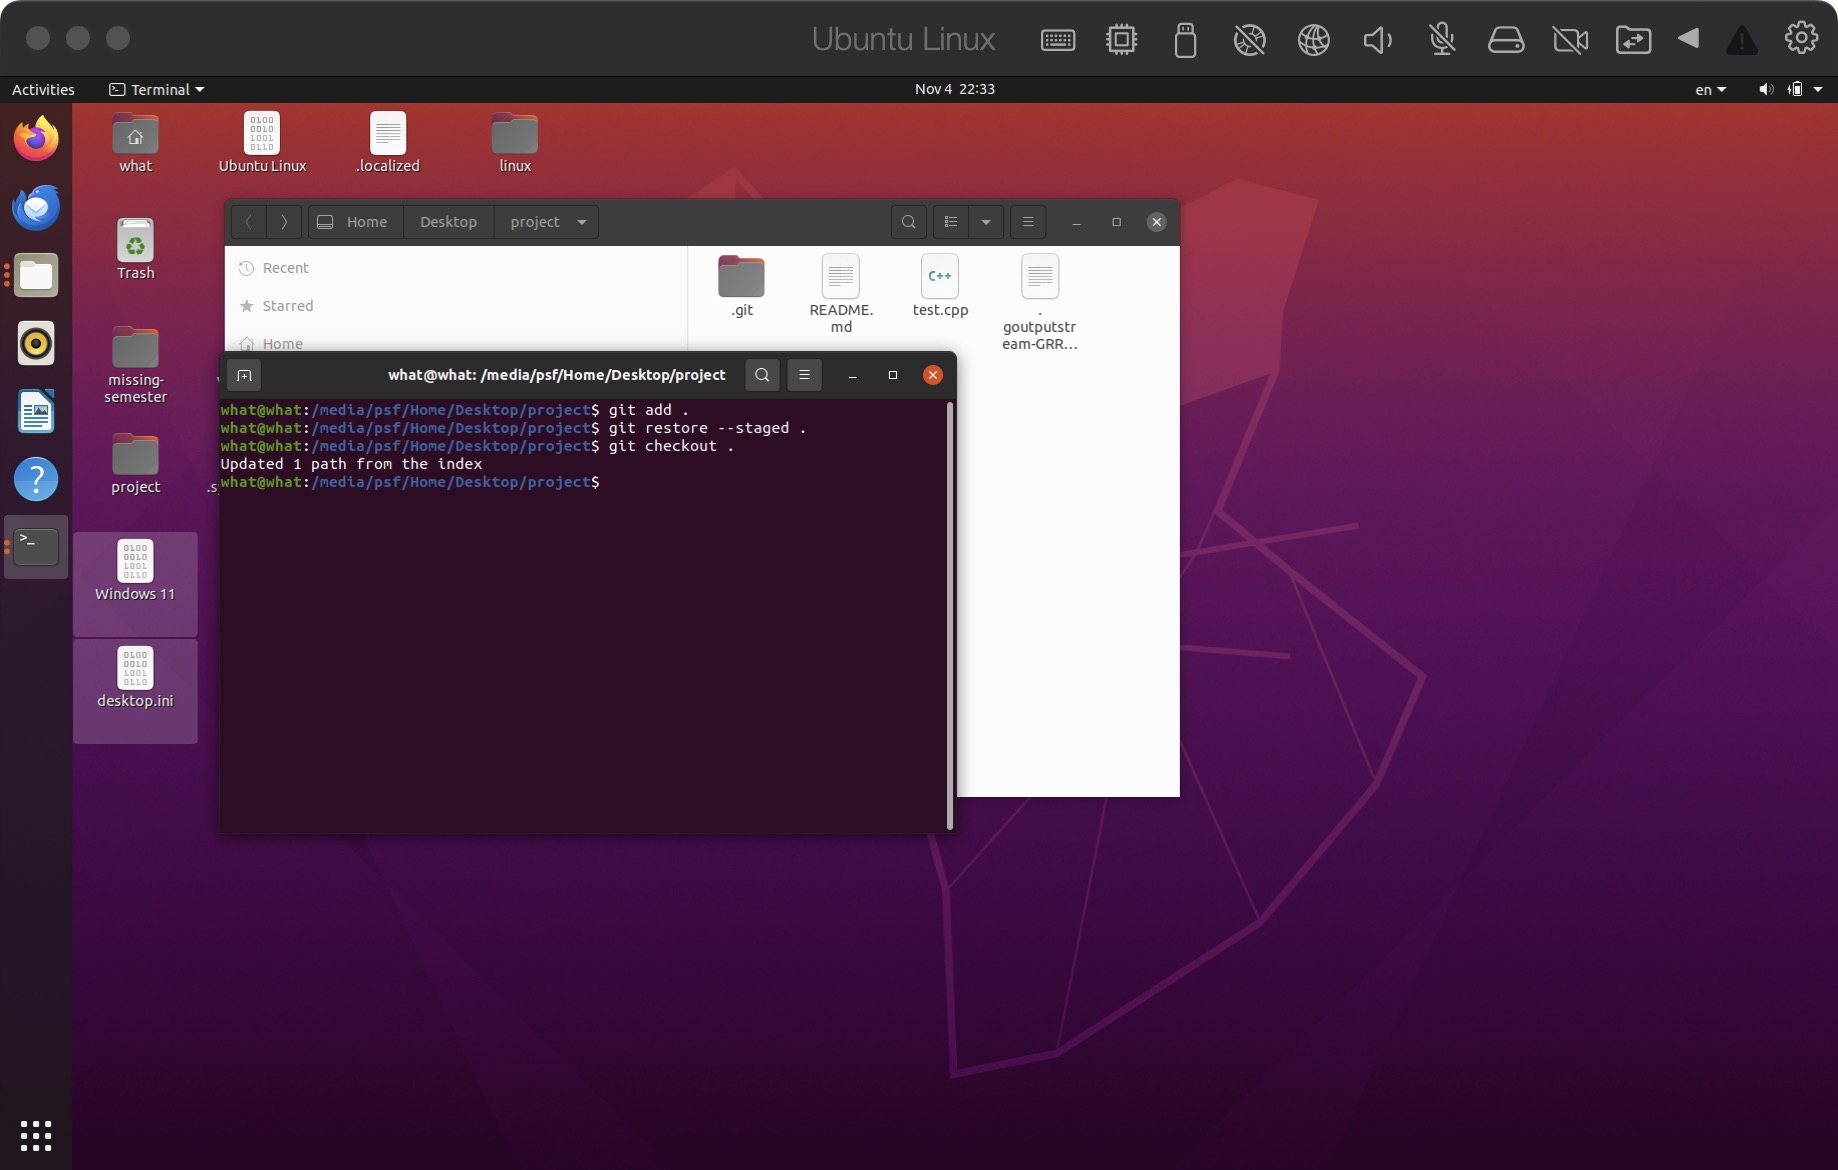 Ubuntu Linux
Activities
Terminal
Nov 4 22:33
en
what
Ubuntu Linux
.localized
linux
Trash
missing-
semester
project
Windows 11
desktop.ini
Home
Desktop
project
Recent
Starred
Home
.git
README.
md
C++
test.cpp
.
goutputstr
eam-GRR...
what@what: /media/psf/Home/Desktop/project
what@what:/media/psf/Home/Desktop/project$ git add .
what@what:/media/psf/Home/Desktop/project$ git restore --staged .
what@what:/media/psf/Home/Desktop/project$ git checkout .
Updated 1 path from the index
what@what:/media/psf/Home/Desktop/project$